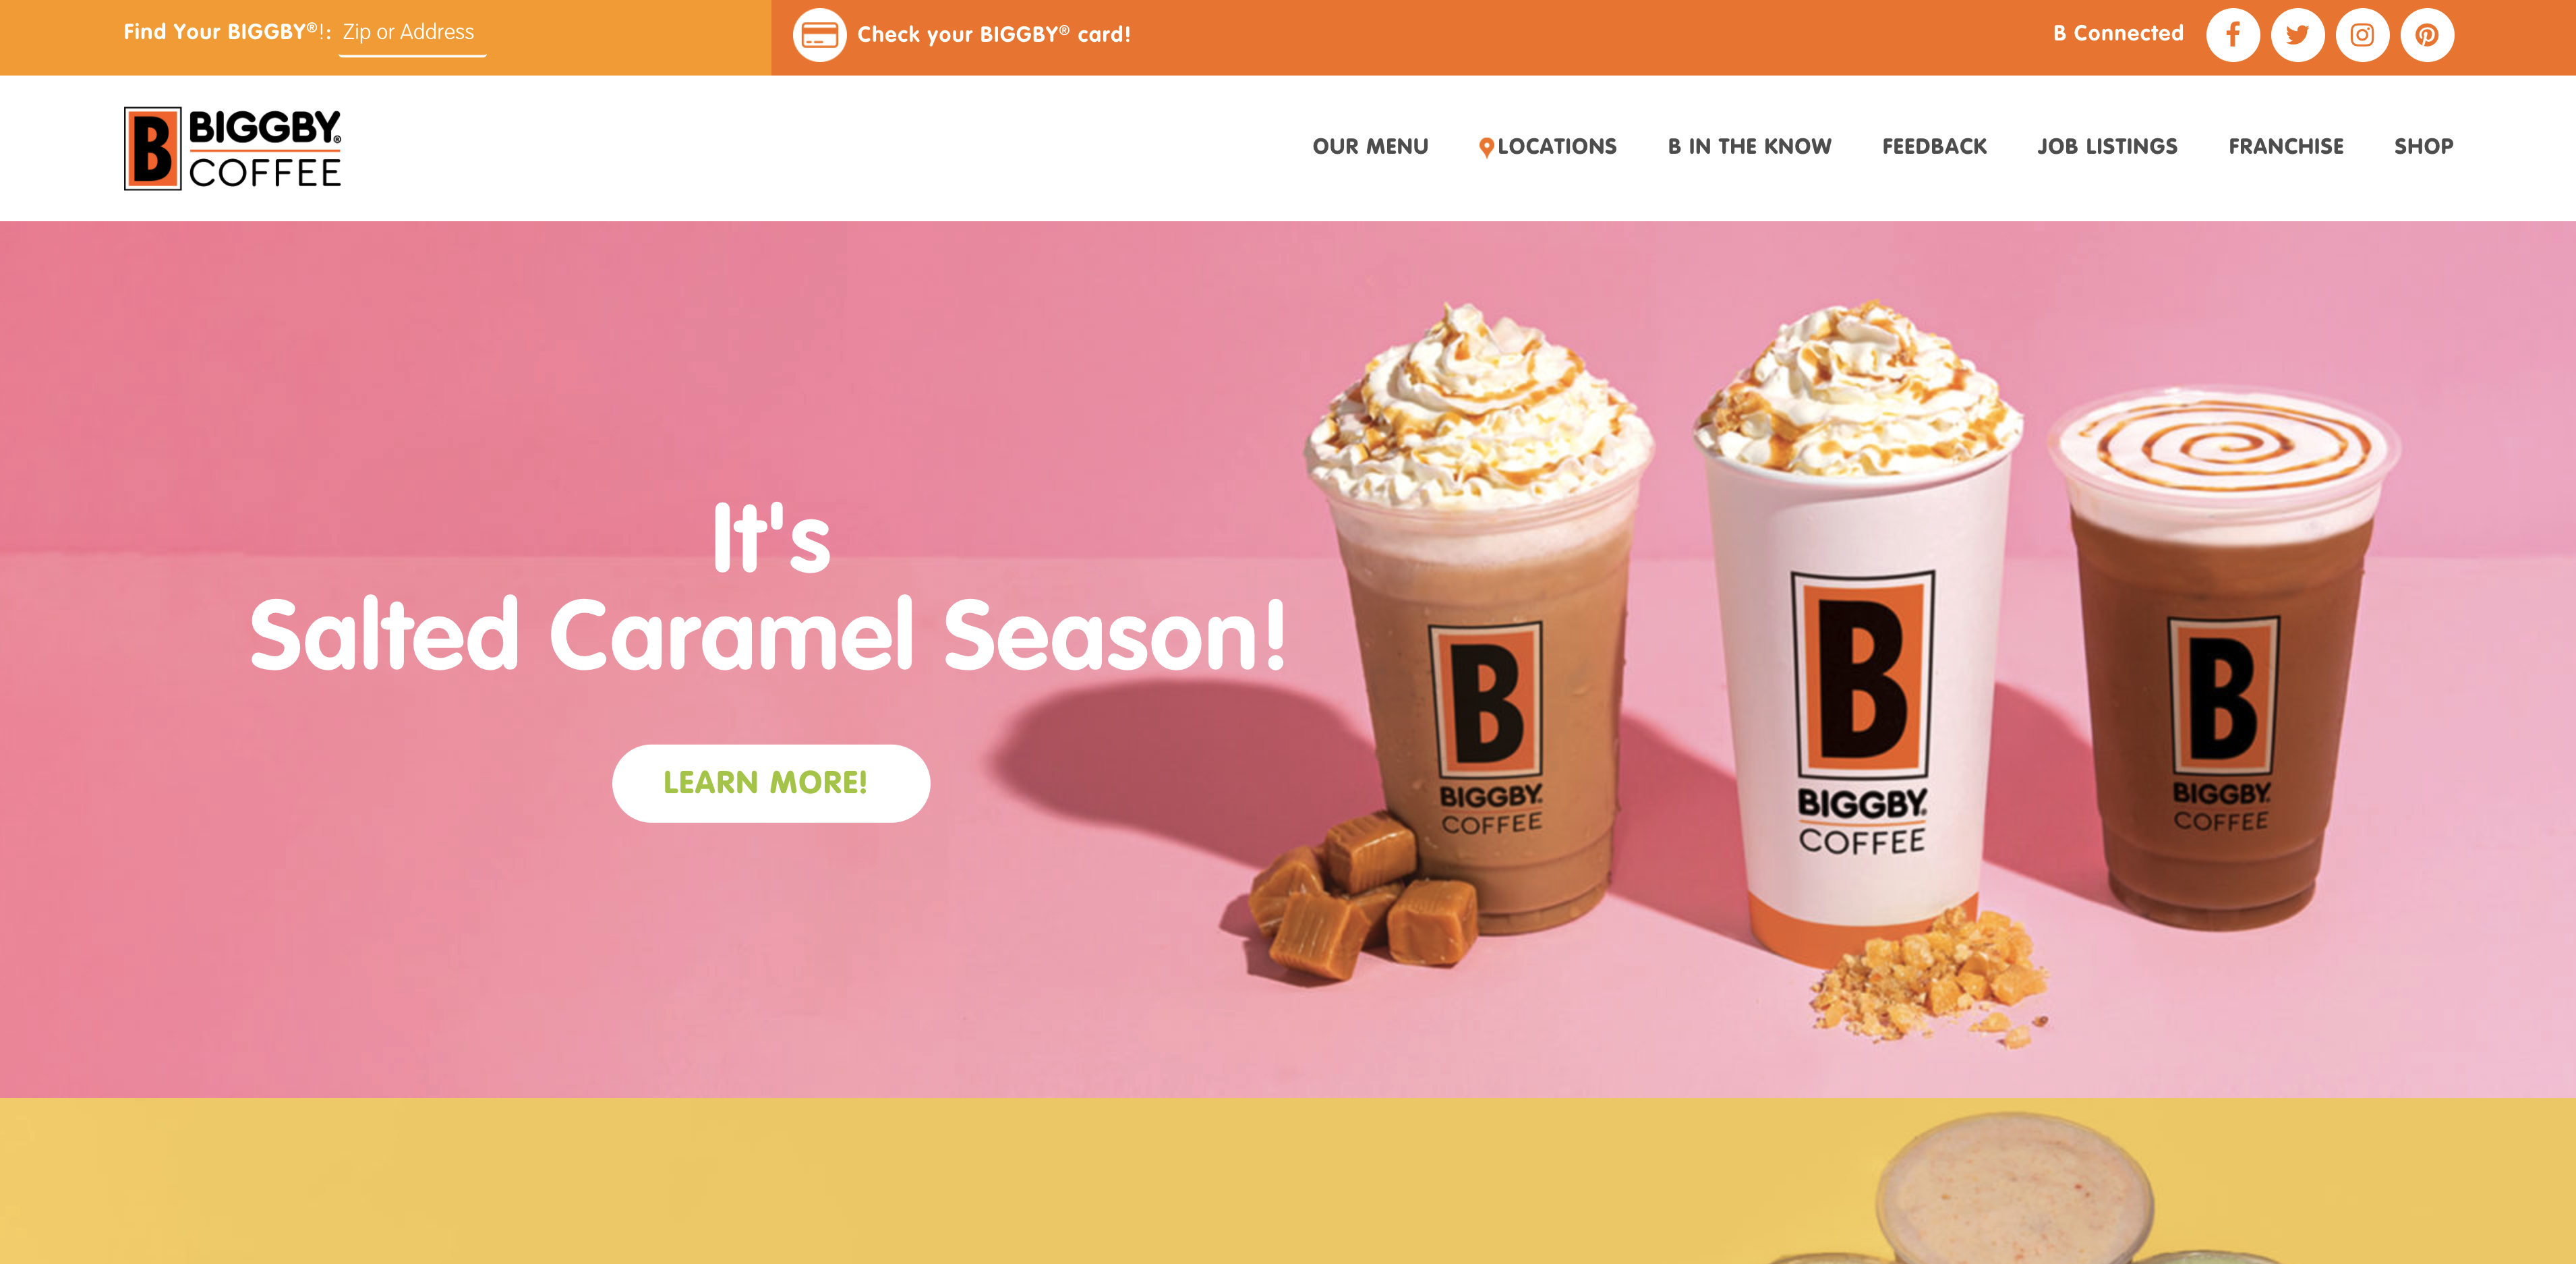 Find Your BIGGBY®!: Zip or Address
Check your BIGGBY® card!
B Connected
B BIGGBY®
COFFEE
OUR MENU
LOCATIONS
B IN THE KNOW
FEEDBACK
JOB LISTINGS
FRANCHISE
SHOP
It's
Salted Caramel Season!
LEARN MORE!
B
BIGGBY.
COFFEE
B
BIGGBY.
COFFEE
B
BIGGBY.
COFFEE